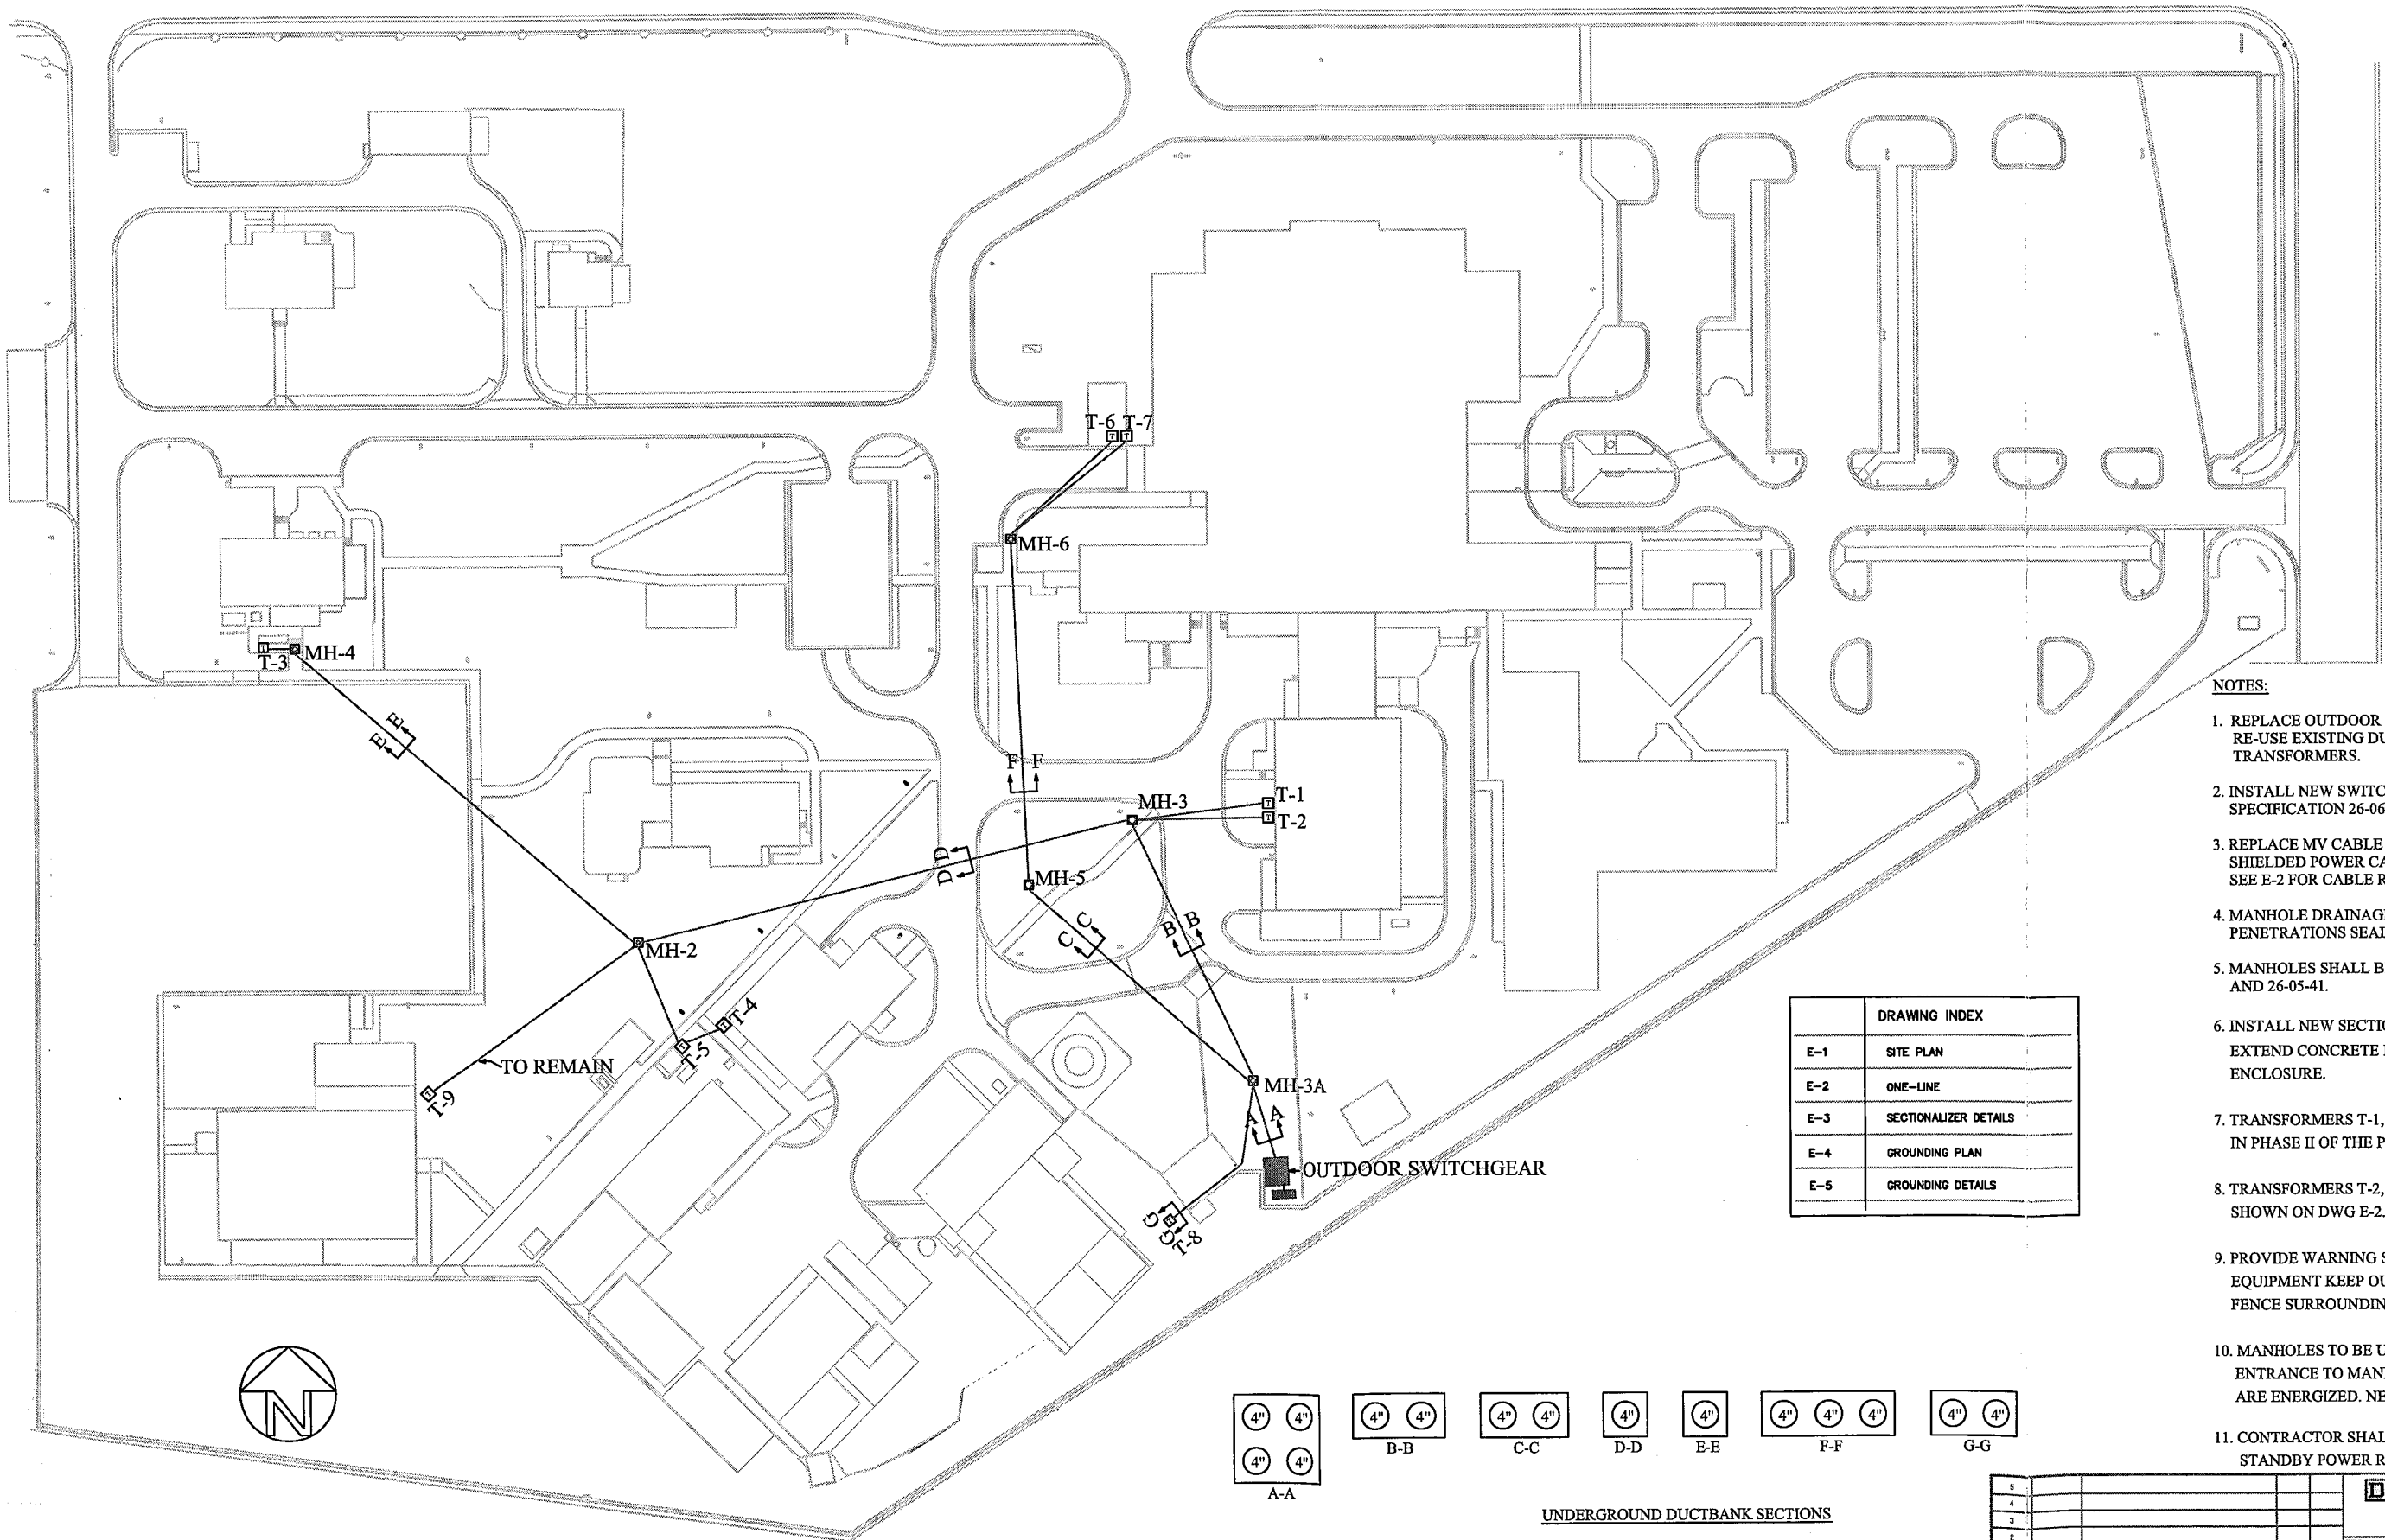 T-6 T-7
MH-6
T-3
MH-4
E E
F F
MH-3
T-1
T-2
D D
MH-5
C C
B B
MH-2
T-4
T-5
TO REMAIN
T-9
MH-3A
A A
OUTDOOR SWITCHGEAR
G G
T-8
N
NOTES:
1. REPLACE OUTDOOR
RE-USE EXISTING DU
TRANSFORMERS.
2. INSTALL NEW SWITC
SPECIFICATION 26-06
3. REPLACE MV CABLE
SHIELDED POWER CA
SEE E-2 FOR CABLE R
4. MANHOLE DRAINAG
PENETRATIONS SEAL
5. MANHOLES SHALL B
AND 26-05-41.
6. INSTALL NEW SECTIO
EXTEND CONCRETE
ENCLOSURE.
7. TRANSFORMERS T-1,
IN PHASE II OF THE P
8. TRANSFORMERS T-2,
SHOWN ON DWG E-2.
9. PROVIDE WARNING S
EQUIPMENT KEEP OU
FENCE SURROUNDIN
10. MANHOLES TO BE U
ENTRANCE TO MAN
ARE ENERGIZED. NE
11. CONTRACTOR SHAL
STANDBY POWER R
DRAWING INDEX
E-1 SITE PLAN
E-2 ONE-LINE
E-3 SECTIONALIZER DETAILS
E-4 GROUNDING PLAN
E-5 GROUNDING DETAILS
4" 4"
4" 4"
A-A
4" 4"
B-B
4" 4"
C-C
4"
D-D
4"
E-E
4" 4" 4"
F-F
4" 4"
G-G
UNDERGROUND DUCTBANK SECTIONS
5
4
3
2